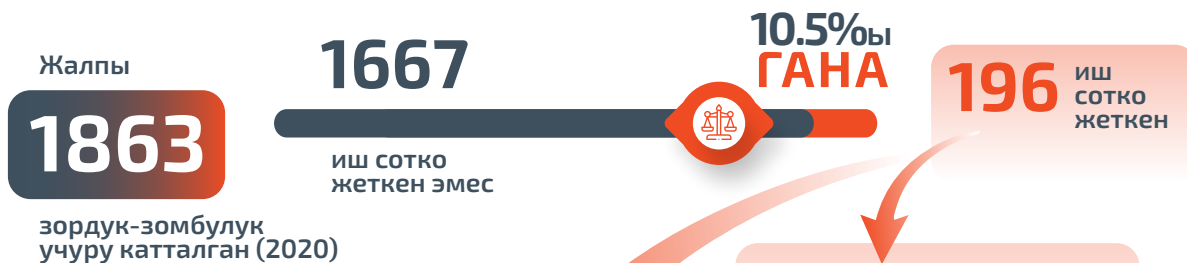 Жалпы
1863
зордук-зомбулук
учуру катталган (2020)
1667
иш сотко
жеткен эмес
10.5%ы
ГАНА
196
иш
сотко
жеткен